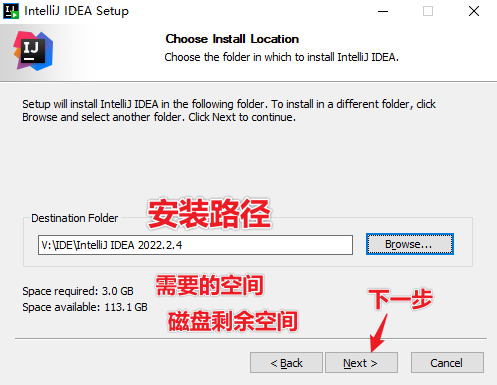 IntelliJ IDEA Setup
IJ
Choose Install Location
Choose the folder in which to install IntelliJ IDEA.
Setup will install IntelliJ IDEA in the following folder. To install in a different folder, click
Browse and select another folder. Click Next to continue.
安装路径
Destination Folder
V:\IDE\IntelliJ IDEA 2022.2.4
Browse...
Space required: 3.0 GB
需要的空间
Space available: 113.1 GB
磁盘剩余空间
下一步
< Back
Next >
Cancel